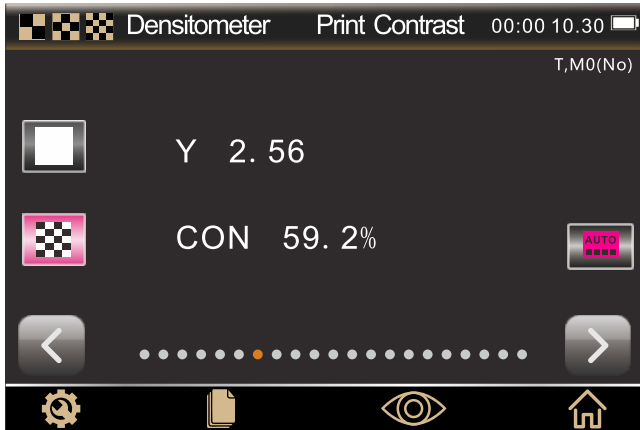 Densitometer Print Contrast 00:00 10.30
T,M0(No)
Y 2.56
CON 59.2%
AUTO